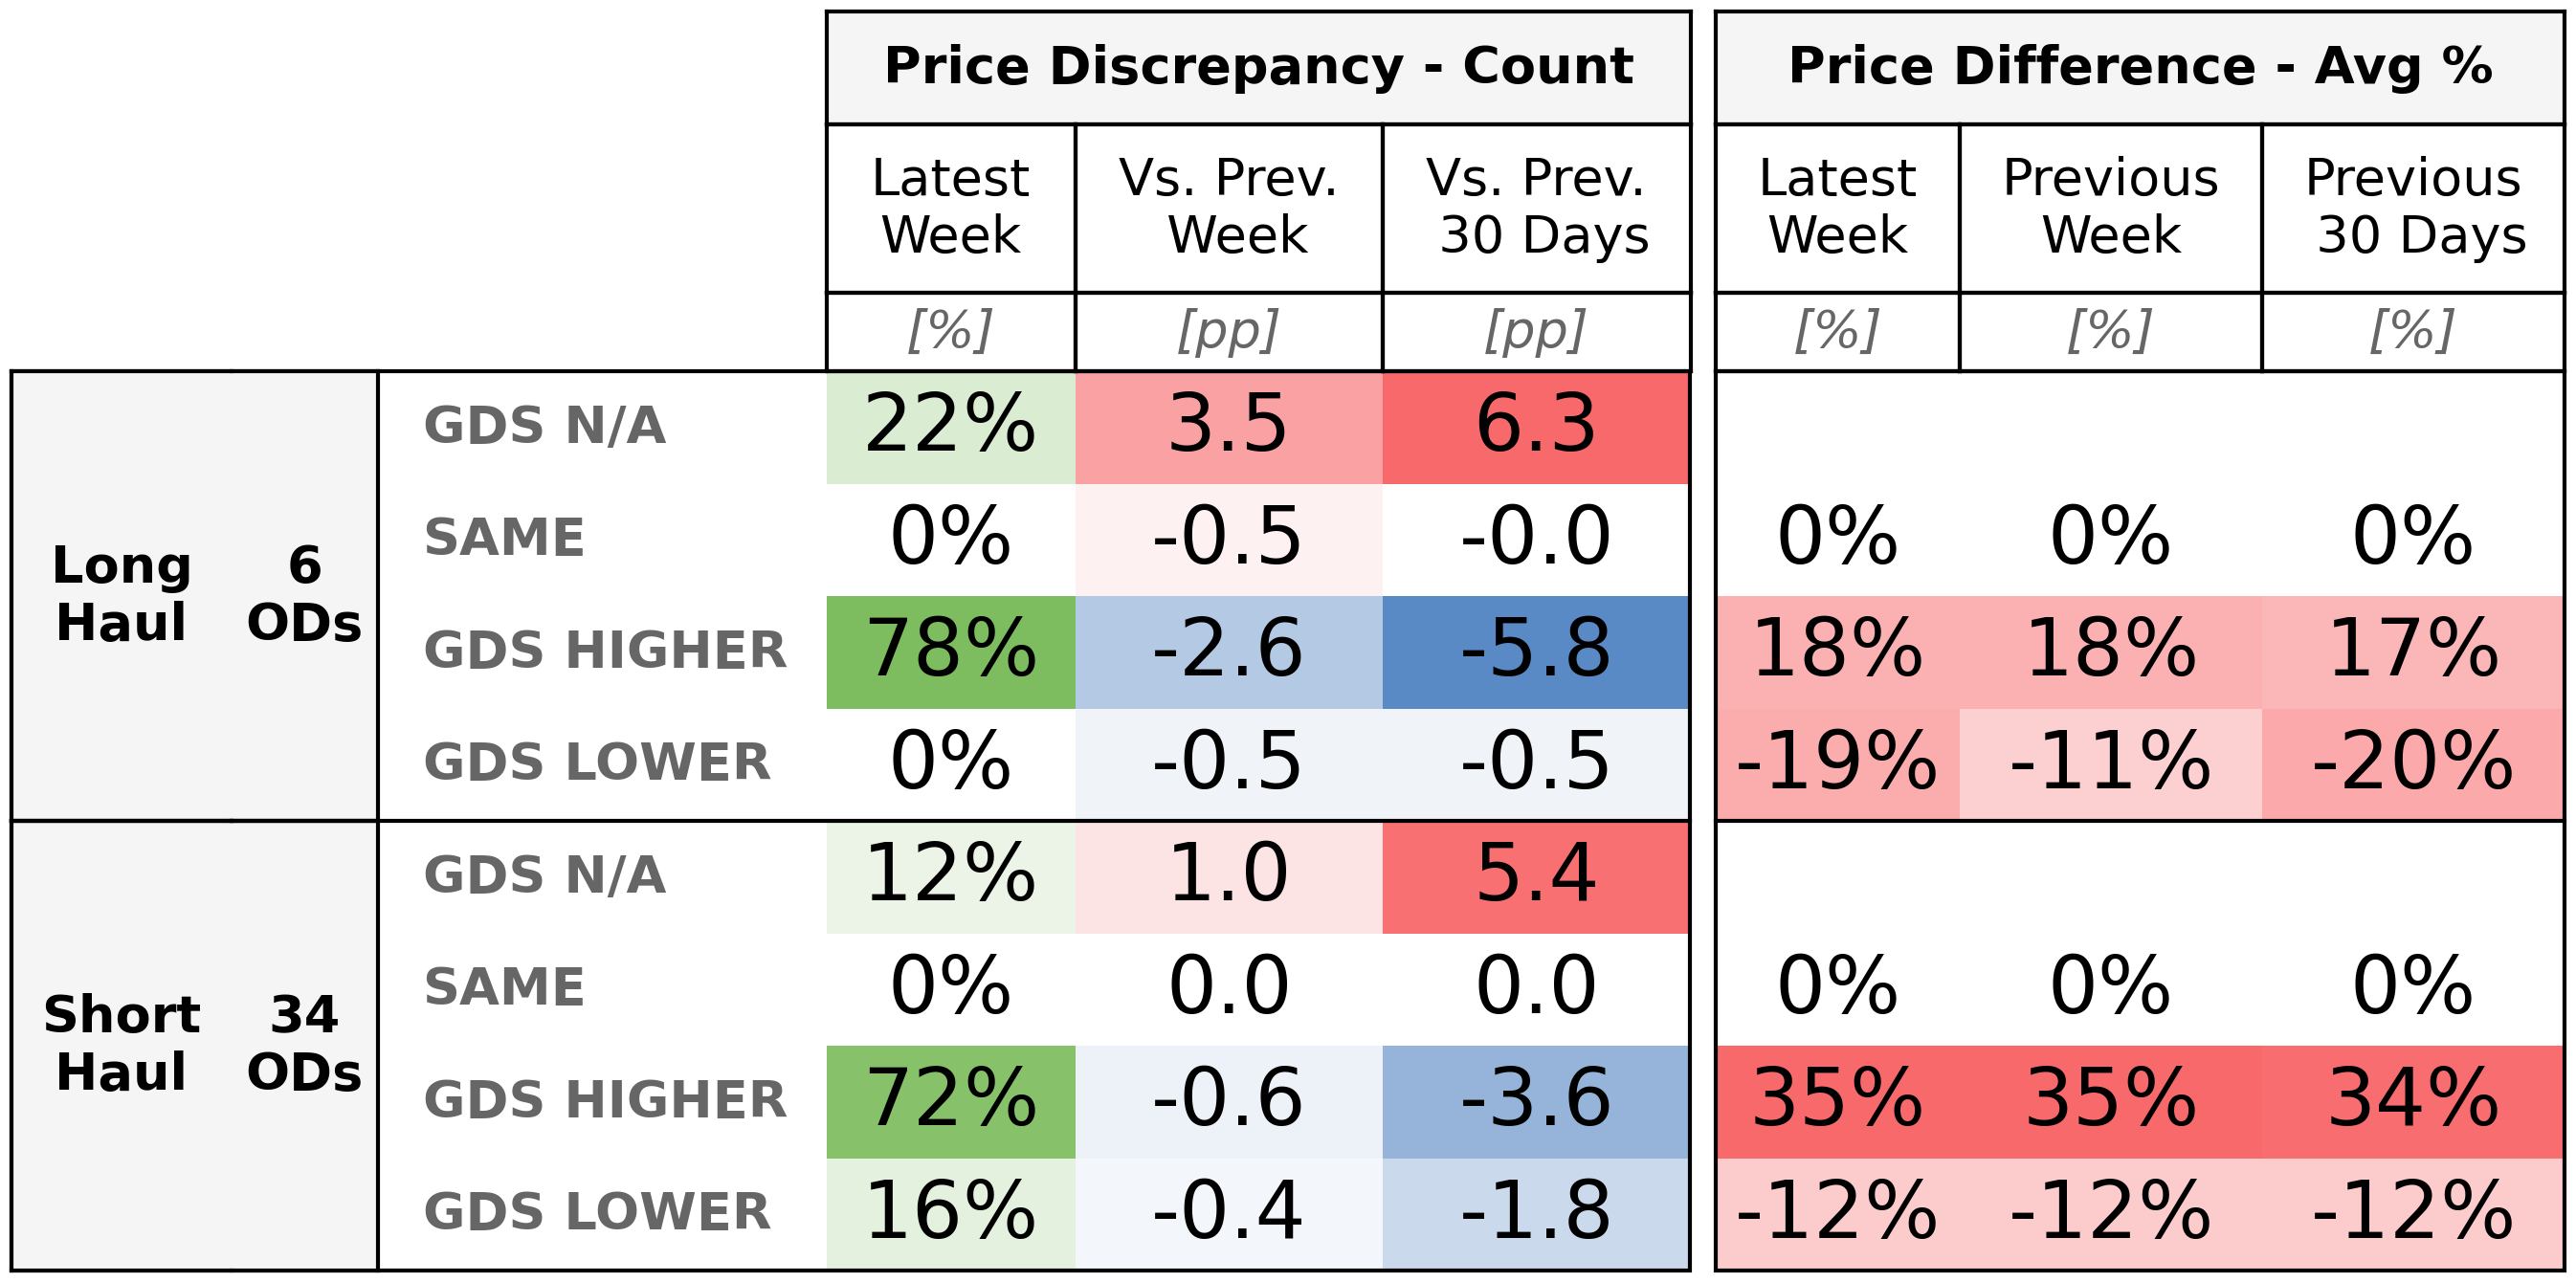 Price Discrepancy - Count Price Difference - Avg %
Latest Week Vs. Prev. Week Vs. Prev. 30 Days Latest Week Previous Week Previous 30 Days
[%] [pp] [pp] [%] [%] [%]
Long Haul 6 ODs
GDS N/A 22% 3.5 6.3
SAME 0% -0.5 -0.0 0% 0% 0%
GDS HIGHER 78% -2.6 -5.8 18% 18% 17%
GDS LOWER 0% -0.5 -0.5 -19% -11% -20%
Short Haul 34 ODs
GDS N/A 12% 1.0 5.4
SAME 0% 0.0 0.0 0% 0% 0%
GDS HIGHER 72% -0.6 -3.6 35% 35% 34%
GDS LOWER 16% -0.4 -1.8 -12% -12% -12%